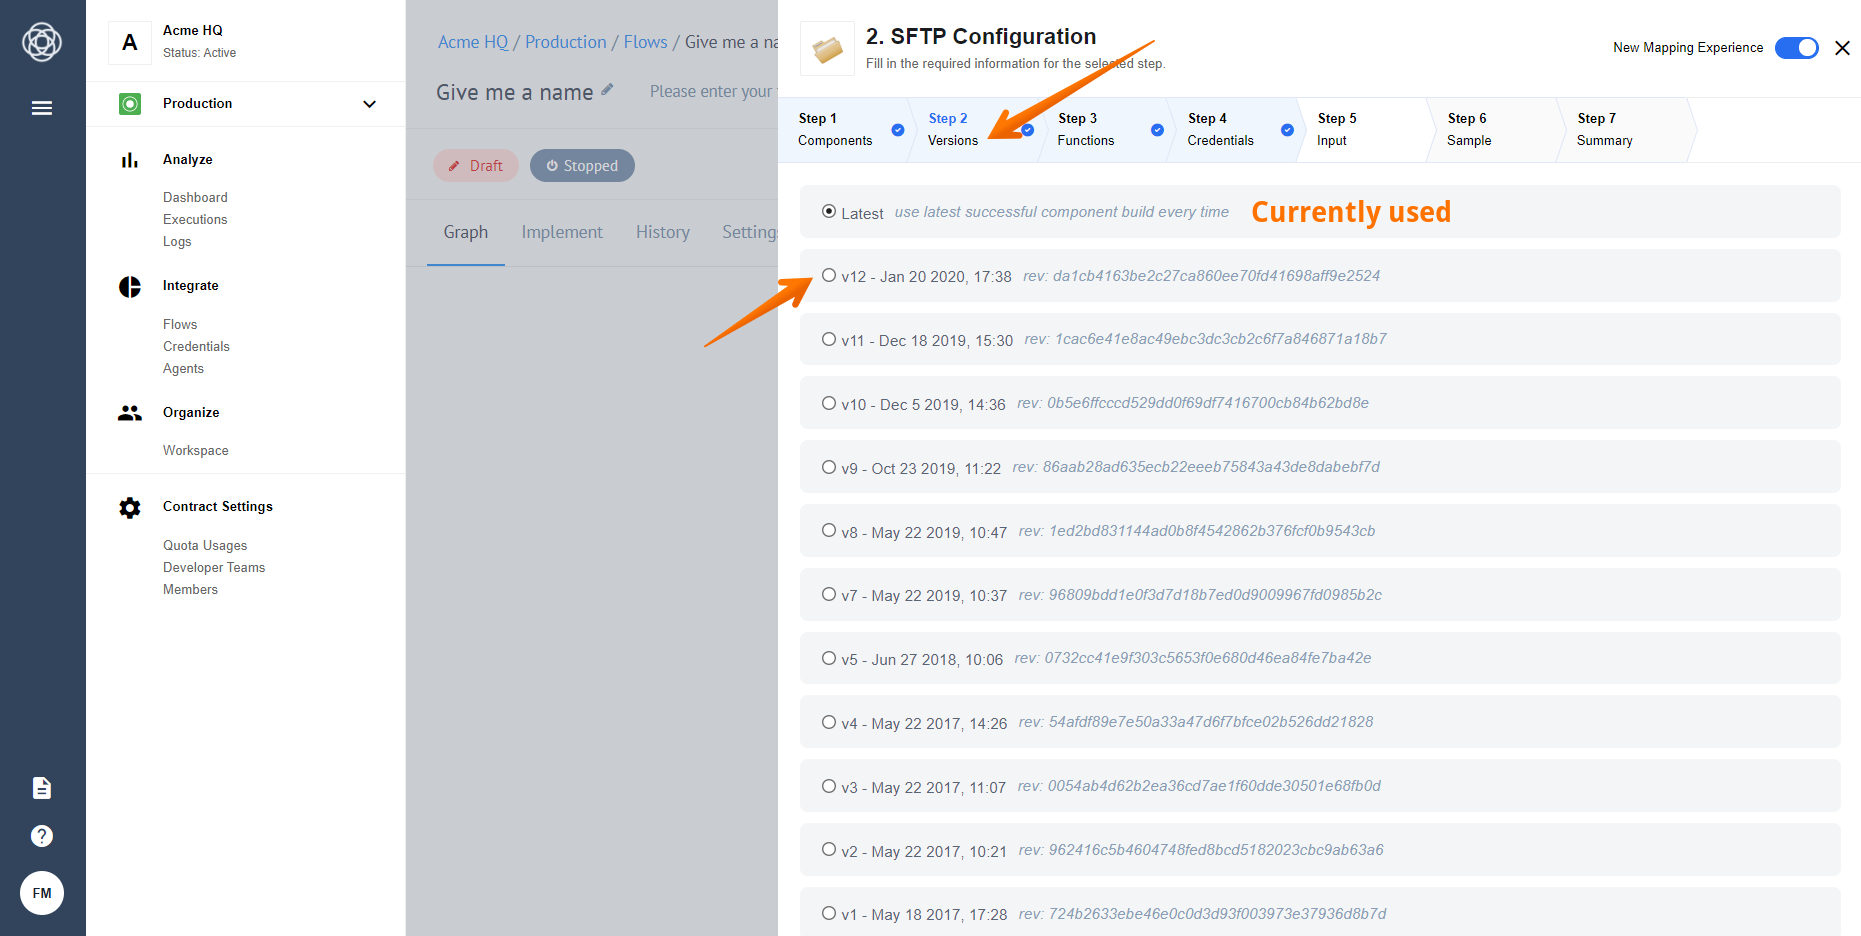 A
Acme HQ
Status: Active
Production
Analyze
Dashboard
Executions
Logs
Integrate
Flows
Credentials
Agents
Organize
Workspace
Contract Settings
Quota Usages
Developer Teams
Members
FM
Acme HQ / Production / Flows / Give me a na
Give me a name
Please enter your
Draft
Stopped
Graph
Implement
History
Settings
2. SFTP Configuration
Fill in the required information for the selected step.
New Mapping Experience
Step 1
Components
Step 2
Versions
Step 3
Functions
Step 4
Credentials
Step 5
Input
Step 6
Sample
Step 7
Summary
Latest use latest successful component build every time
Currently used
v12 - Jan 20 2020, 17:38 rev: da1cb4163be2c27ca860ee70fd41698aff9e2524
v11 - Dec 18 2019, 15:30 rev: 1cac6e41e8ac49ebc3dc3cb2c6f7a846871a18b7
v10 - Dec 5 2019, 14:36 rev: 0b5e6ffcccd529dd0f69df7416700cb84b62bd8e
v9 - Oct 23 2019, 11:22 rev: 86aab28ad635ecb22eeeb75843a43de8dabebf7d
v8 - May 22 2019, 10:47 rev: 1ed2bd831144ad0b8f4542862b376fcf0b9543cb
v7 - May 22 2019, 10:37 rev: 96809bdd1e0f3d7d18b7ed0d9009967fd0985b2c
v5 - Jun 27 2018, 10:06 rev: 0732cc41e9f303c5653f0e680d46ea84fe7ba42e
v4 - May 22 2017, 14:26 rev: 54afdf89e7e50a33a47d6f7bfce02b526dd21828
v3 - May 22 2017, 11:07 rev: 0054ab4d62b2ea36cd7ae1f60dde30501e68fb0d
v2 - May 22 2017, 10:21 rev: 962416c5b4604748fed8bcd5182023cbc9ab63a6
v1 - May 18 2017, 17:28 rev: 724b2633ebe46e0c0d3d93f003973e37936d8b7d